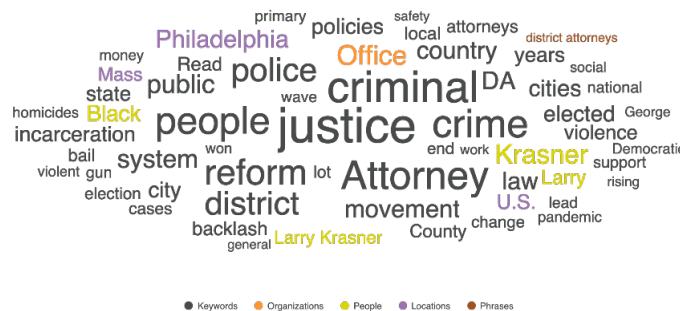 primary policies safety
local attorneys district attorneys
Philadelphia Office country years
money Read police social
Mass public criminal DA cities national
state wave
homicides Black people justice crime elected George
incarceration violence
bail system won end work Krasner Democratic
violent gun reform lot Attorney law Larry support
rising
election city district movement U.S. lead
cases change pandemic
backlash County
general Larry Krasner
Keywords Organizations People Locations Phrases